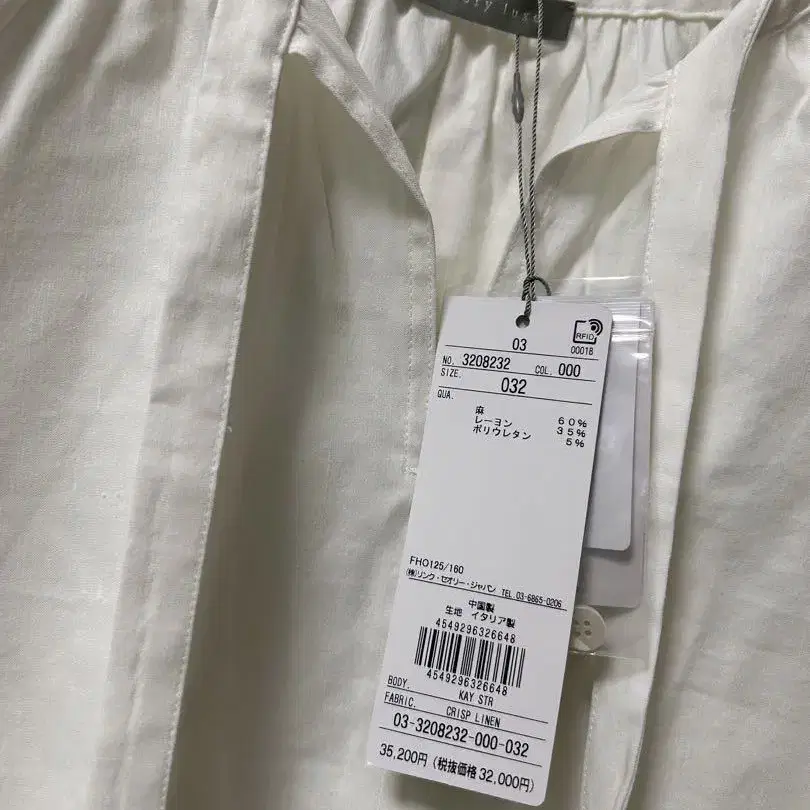 ory luxe
03
RFID
00018
NO. 3208232 COL. 000
SIZE. 032
QUA.
麻 60%
レーヨン 35%
ポリウレタン 5%
FHO125/160
㈱リンク・セオリー・ジャパン TEL.03-6865-0206
中国製
生地 イタリア製
4549296326648
4549296326648
BODY. KAY STR
FABRIC. CRISP LINEN
03-3208232-000-032
35,200円(税抜価格32,000円)